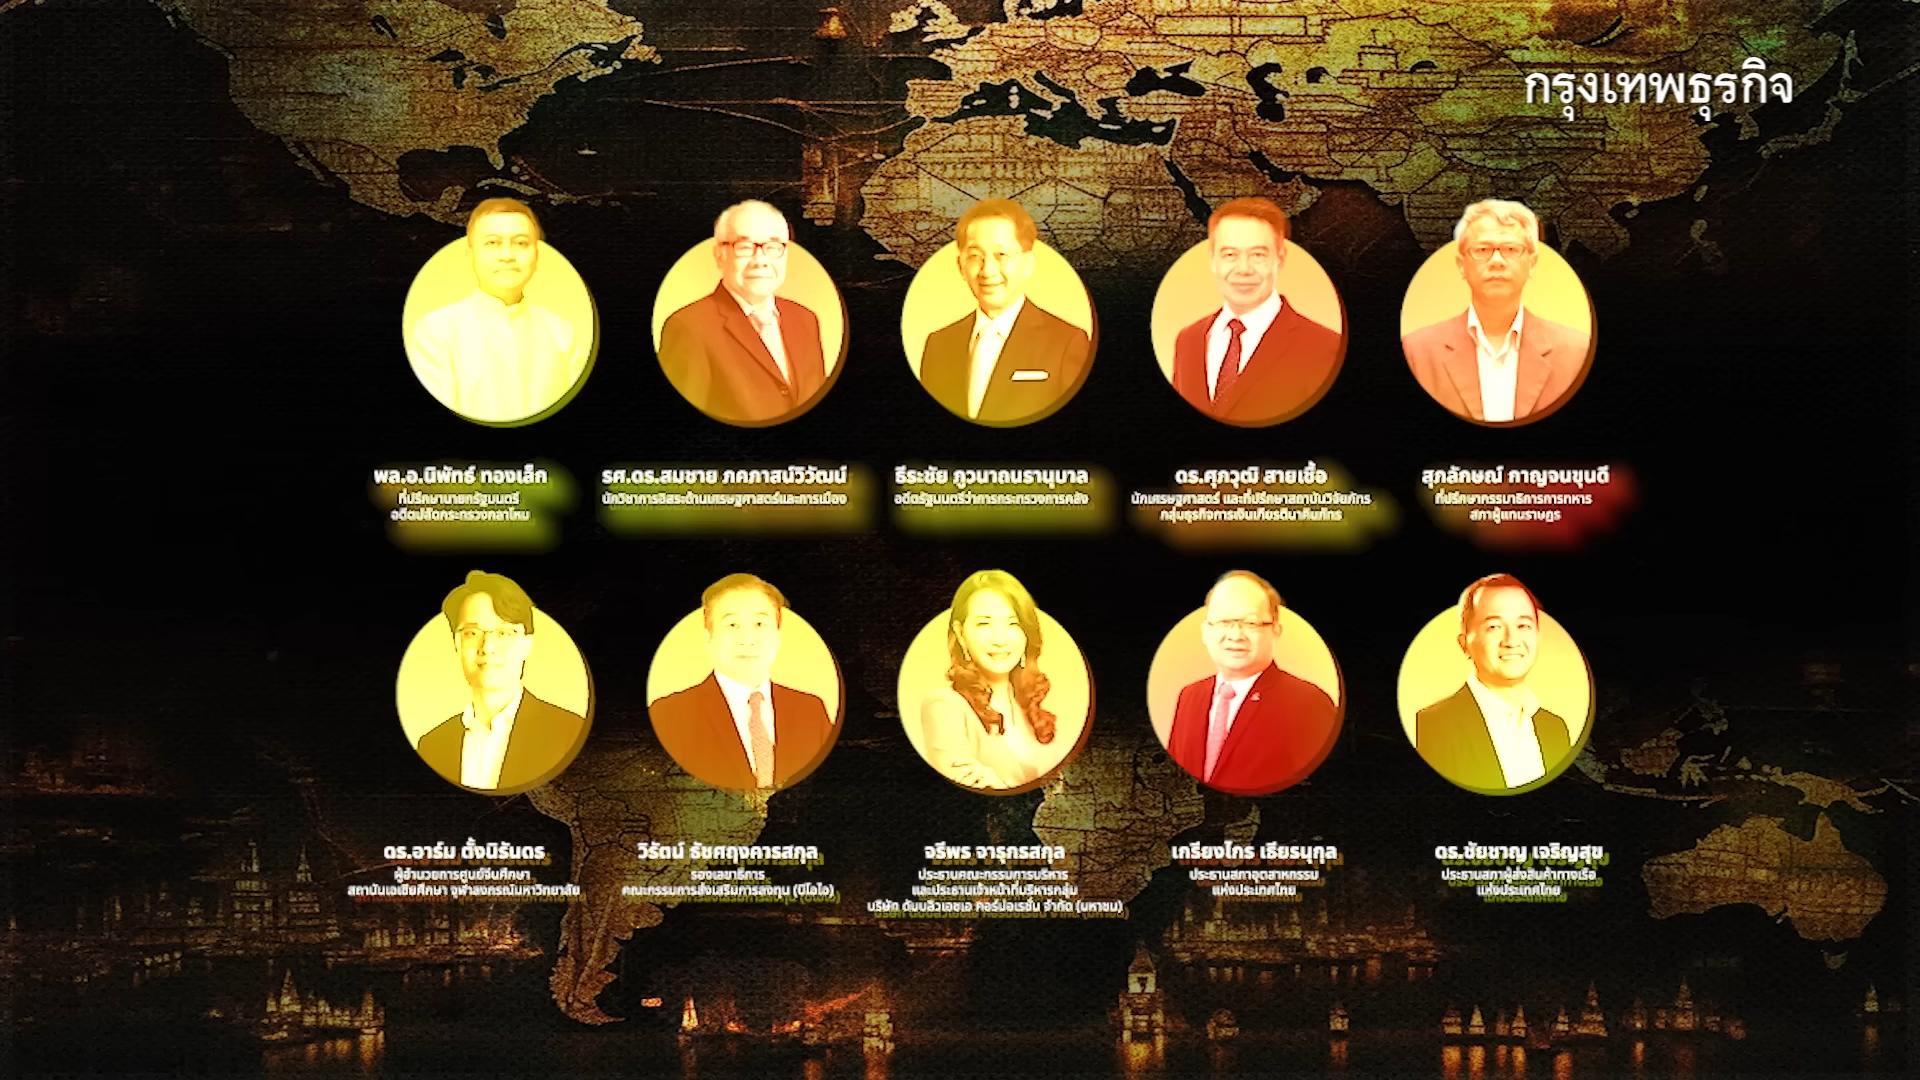 กรุงเทพธุรกิจ
พล.อ.นิพัทธ์ ทองเล็ก
ที่ปรึกษานายกรัฐมนตรี
อดีตปลัดกระทรวงกลาโหม
รศ.ดร.สมชาย ภคภาสน์วิวัฒน์
นักวิชาการอิสระด้านเศรษฐศาสตร์และการเมือง
ธีระชัย ภูวนาถนรานุบาล
อดีตรัฐมนตรีว่าการกระทรวงการคลัง
ดร.ศุภวุฒิ สายเชื้อ
นักเศรษฐศาสตร์ และที่ปรึกษาสถาบันวิจัยภัทร
กลุ่มธุรกิจการเงินเกียรตินาคินภัทร
สุภลักษณ์ กาญจนขุนดี
ที่ปรึกษากรรมาธิการการทหาร
สภาผู้แทนราษฎร
ดร.อาร์ม ตั้งนิรันดร
ผู้อำนวยการศูนย์จีนศึกษา
สถาบันเอเชียศึกษา จุฬาลงกรณ์มหาวิทยาลัย
วิรัตน์ ธัชศฤงคารสกุล
รองเลขาธิการ
คณะกรรมการส่งเสริมการลงทุน (บีโอไอ)
จรีพร จารุกรสกุล
ประธานคณะกรรมการบริหาร
และประธานเจ้าหน้าที่บริหารกลุ่ม
บริษัท ดับบลิวเอชเอ คอร์ปอเรชั่น จำกัด (มหาชน)
เกรียงไกร เธียรนุกุล
ประธานสภาอุตสาหกรรม
แห่งประเทศไทย
ดร.ชัยชาญ เจริญสุข
ประธานสภาผู้ส่งสินค้าทางเรือ
แห่งประเทศไทย